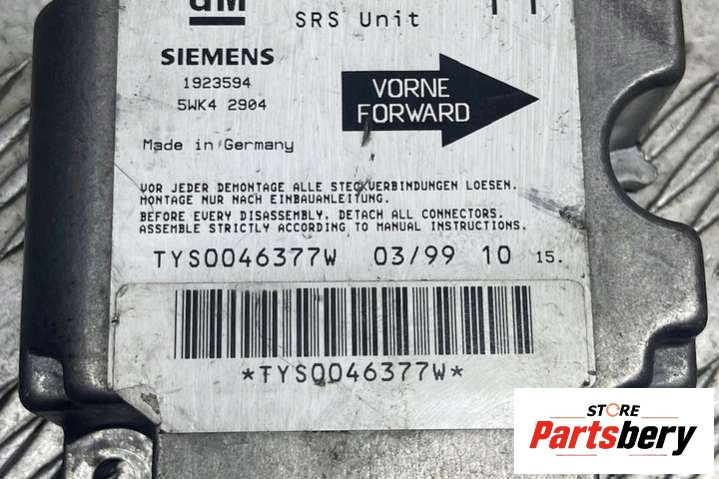 GM
SRS Unit
SIEMENS
1923594
5WK4 2904
VORNE
FORWARD
Made in Germany
VOR JEDER DEMONTAGE ALLE STECKVERBINDUNGEN LOESEN.
MONTAGE NUR NACH EINBAUANLEITUNG.
BEFORE EVERY DISASSEMBLY, DETACH ALL CONNECTORS.
ASSEMBLE STRICTLY ACCORDING TO MANUAL INSTRUCTIONS.
TYS0046377W 03/99 10 15.
*TYS0046377W*
STORE
Partsbery